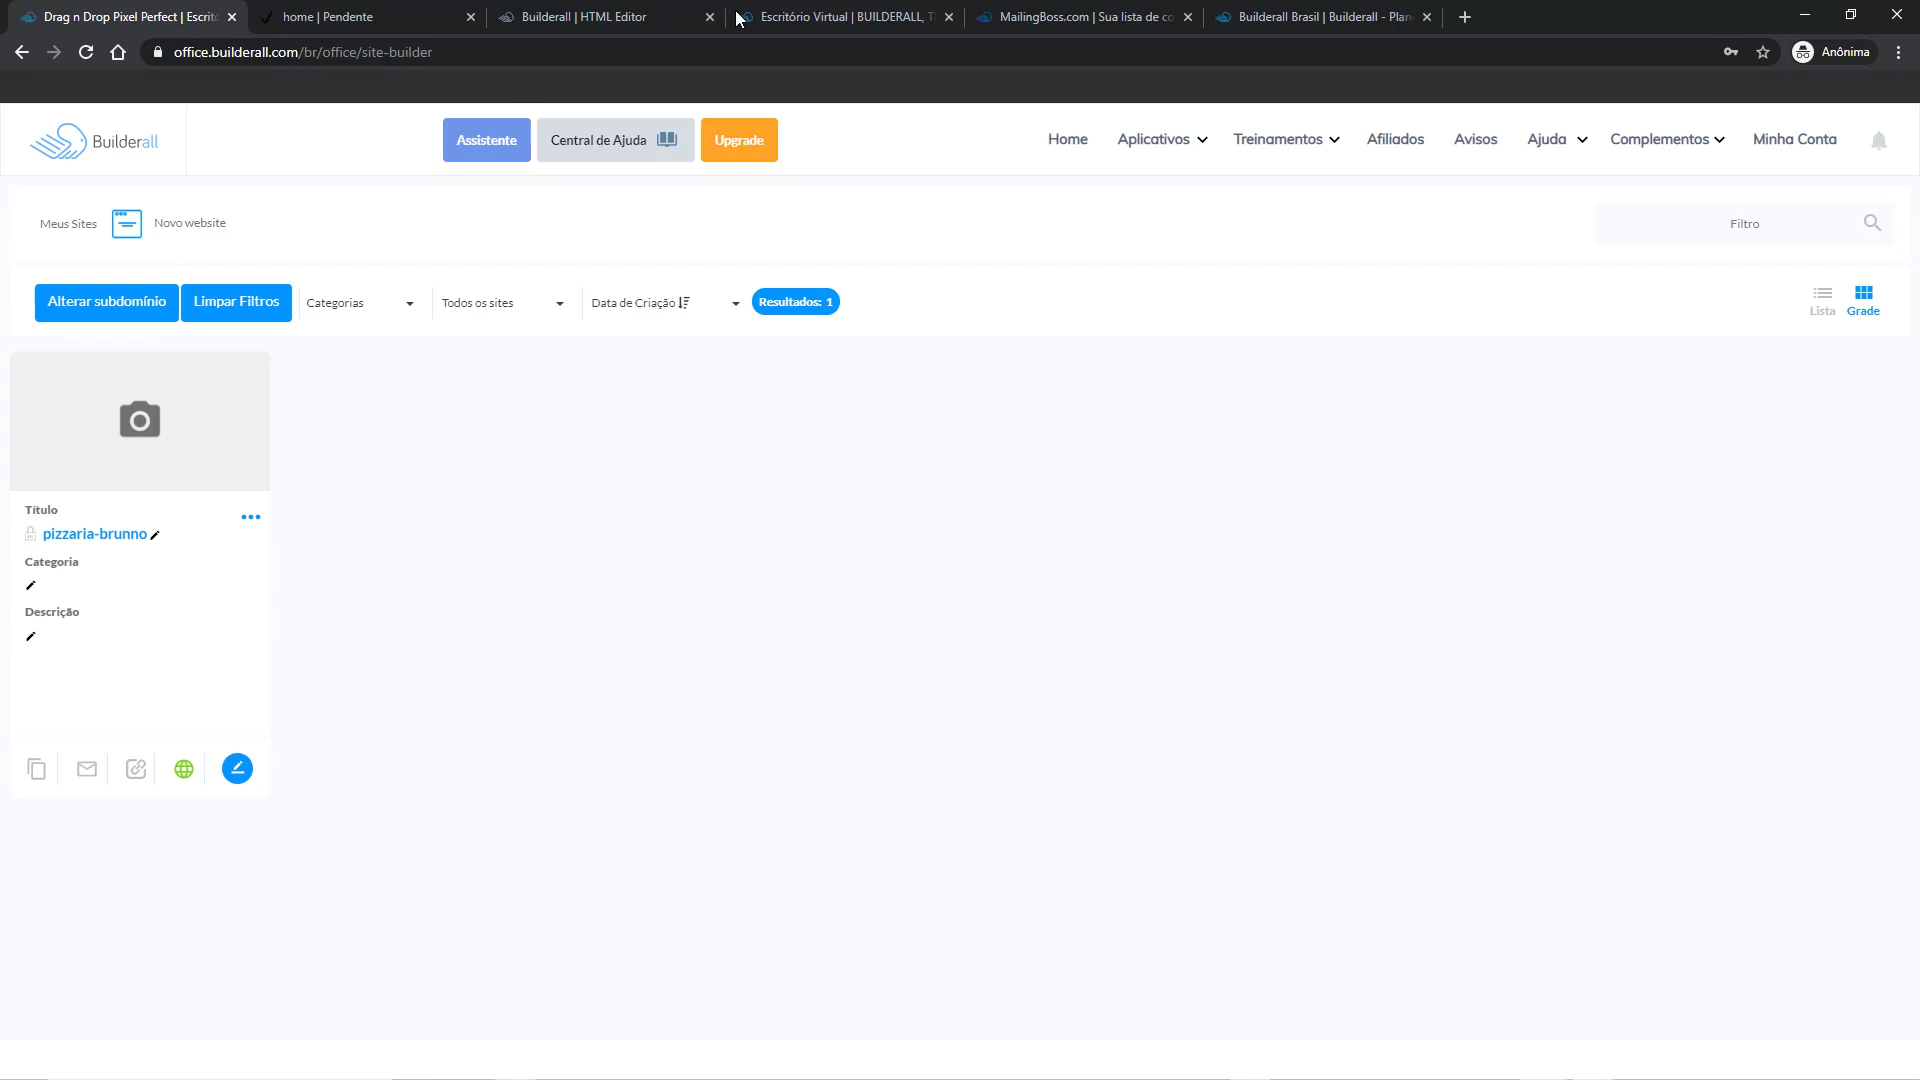 Drag n Drop Pixel Perfect | Escrit
home | Pendente
Builderall | HTML Editor
Escritório Virtual | BUILDERALL, T
MailingBoss.com | Sua lista de co
Builderall Brasil | Builderall - Plan
office.builderall.com/br/office/site-builder
Anônima
Builderall
Assistente
Central de Ajuda
Upgrade
Home
Aplicativos
Treinamentos
Afiliados
Avisos
Ajuda
Complementos
Minha Conta
Meus Sites
Novo website
Filtro
Alterar subdomínio
Limpar Filtros
Categorias
Todos os sites
Data de Criação
Resultados: 1
Lista
Grade
Título
pizzaria-brunno
Categoria
Descrição